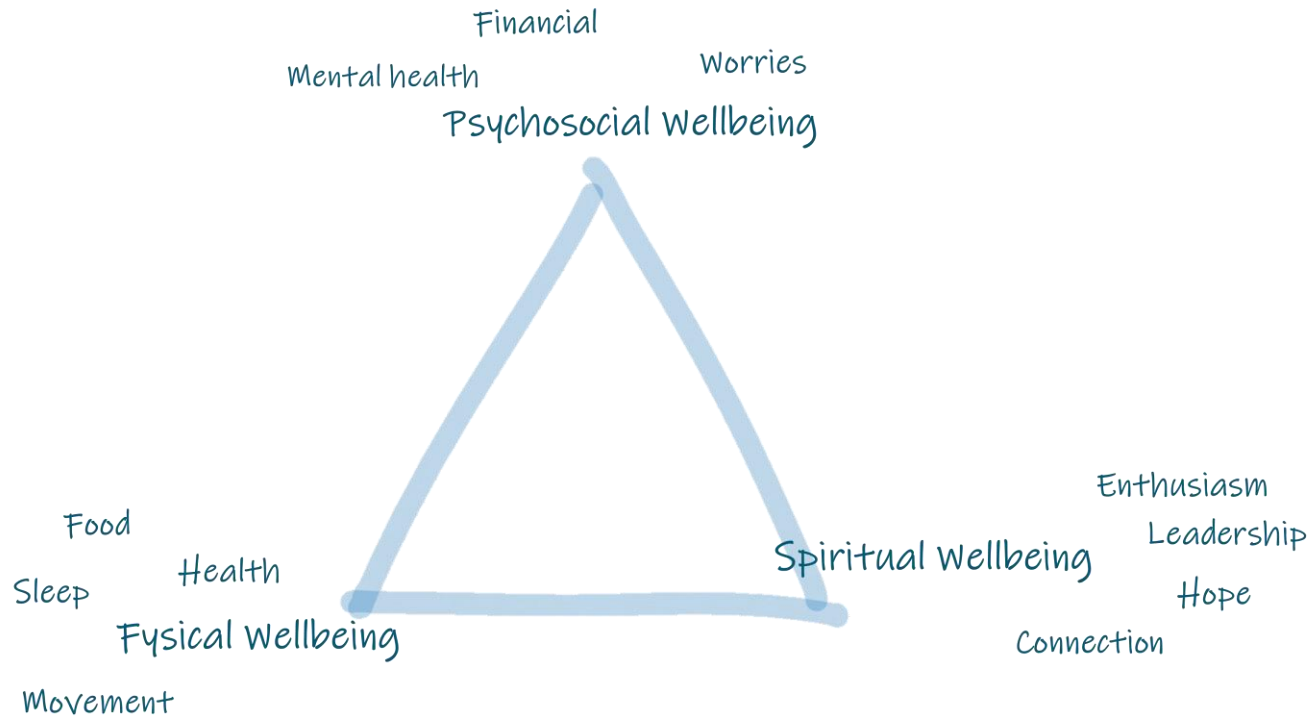 Financial
Mental health
Worries
Psychosocial Wellbeing
Enthusiasm
Leadership
Spiritual Wellbeing
Hope
Connection
Food
Health
Sleep
Fysical Wellbeing
Movement